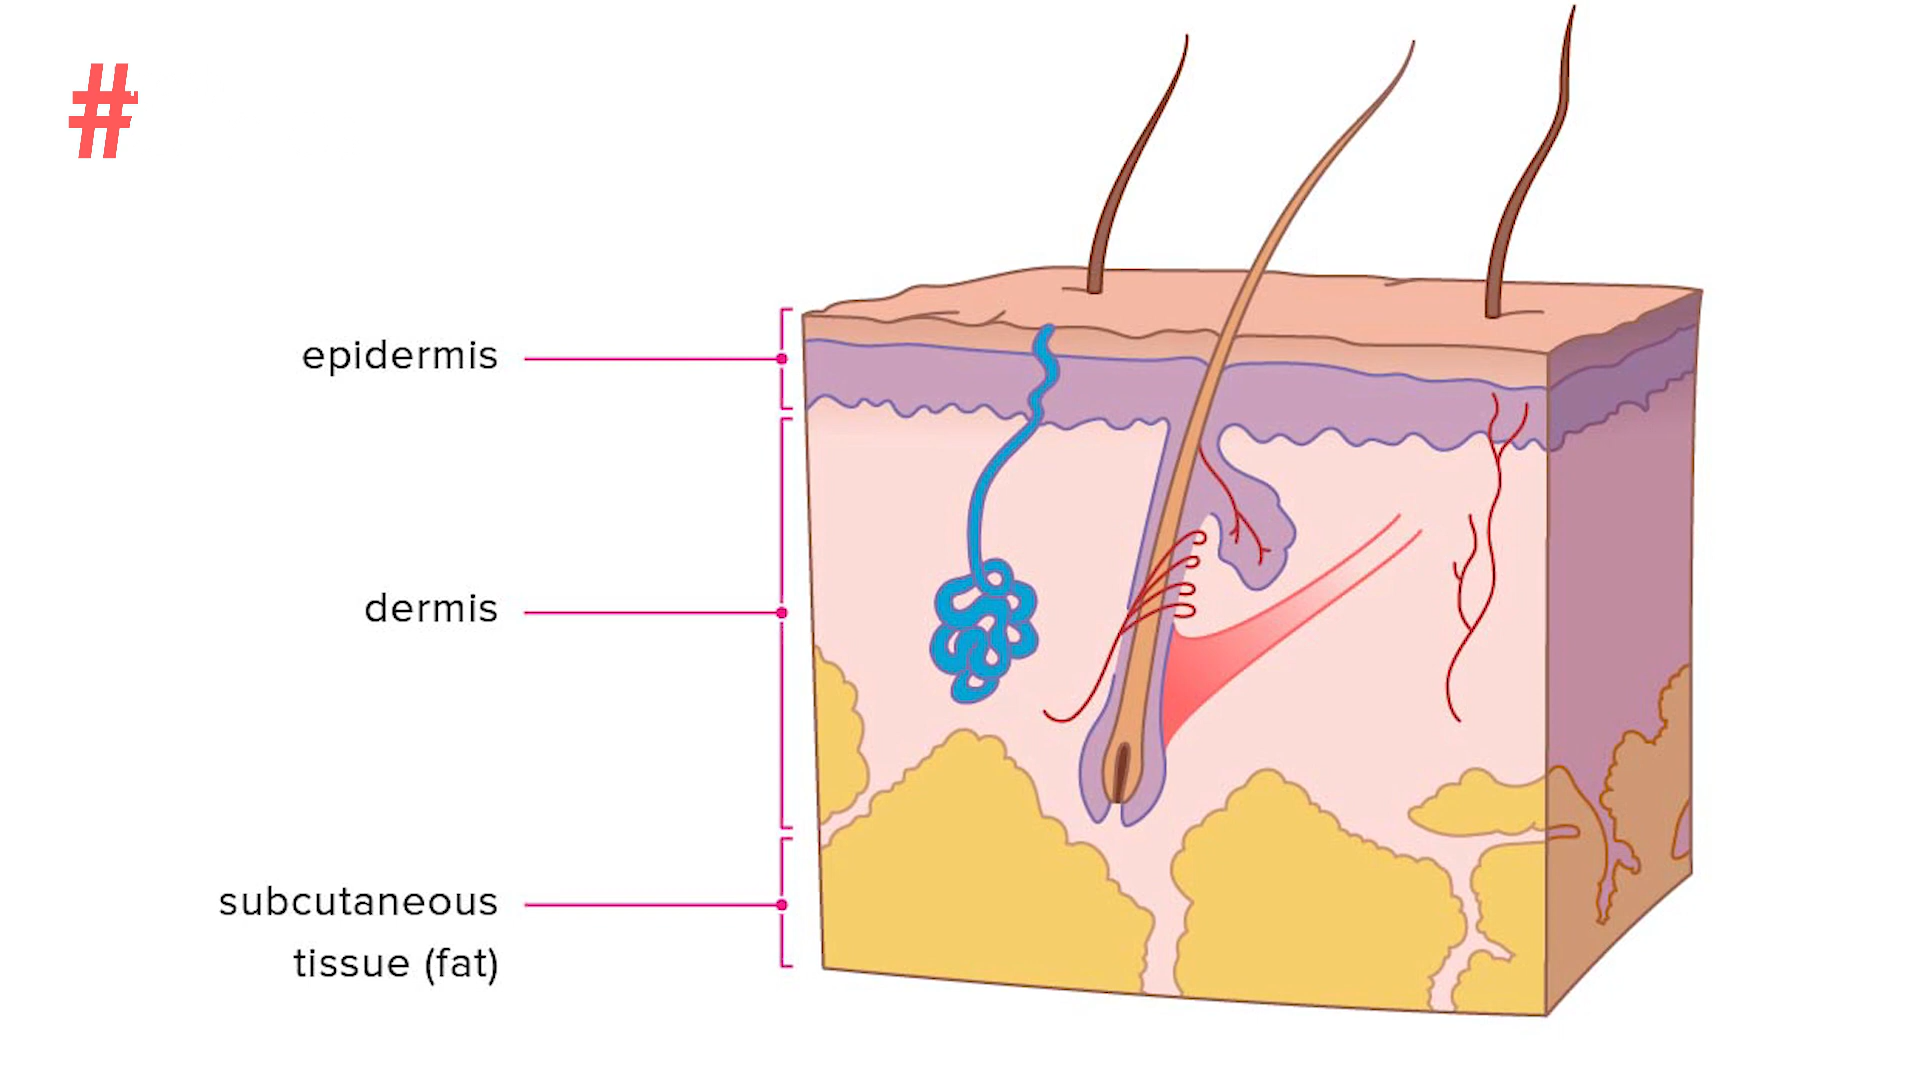 #
epidermis
dermis
subcutaneous
tissue (fat)